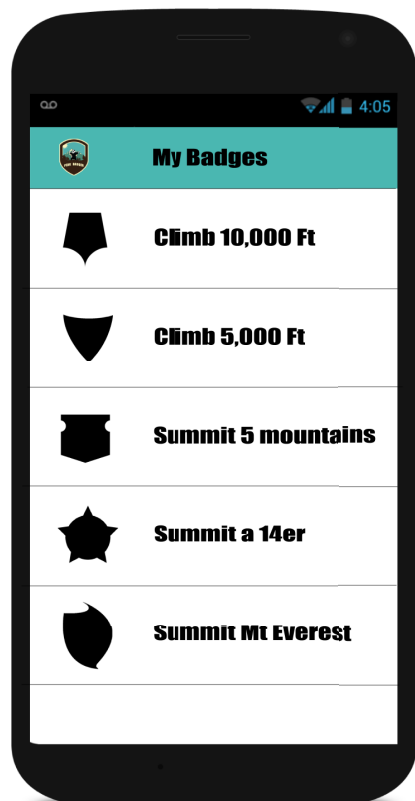 4:05
My Badges
Climb 10,000 Ft
Climb 5,000 Ft
Summit 5 mountains
Summit a 14er
Summit Mt Everest